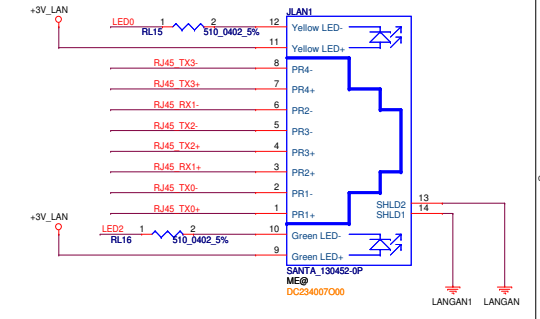 +3V_LAN
JLAN1
LED0 1 2 12 Yellow LED-
RL15 510_0402_5%
11 Yellow LED+
RJ45_TX3- 8 PR4-
RJ45_TX3+ 7 PR4+
RJ45_RX1- 6 PR2-
RJ45_TX2- 5 PR3-
RJ45_TX2+ 4 PR3+
RJ45_RX1+ 3 PR2+
RJ45_TX0- 2 PR1-
SHLD2 13
SHLD1 14
+3V_LAN
RJ45_TX0+ 1 PR1+
LED2 1 2 10 Green LED-
RL16 510_0402_5%
9 Green LED+
SANTA_130452-0P
ME@
DC234007O00
LANGAN1 LANGAN